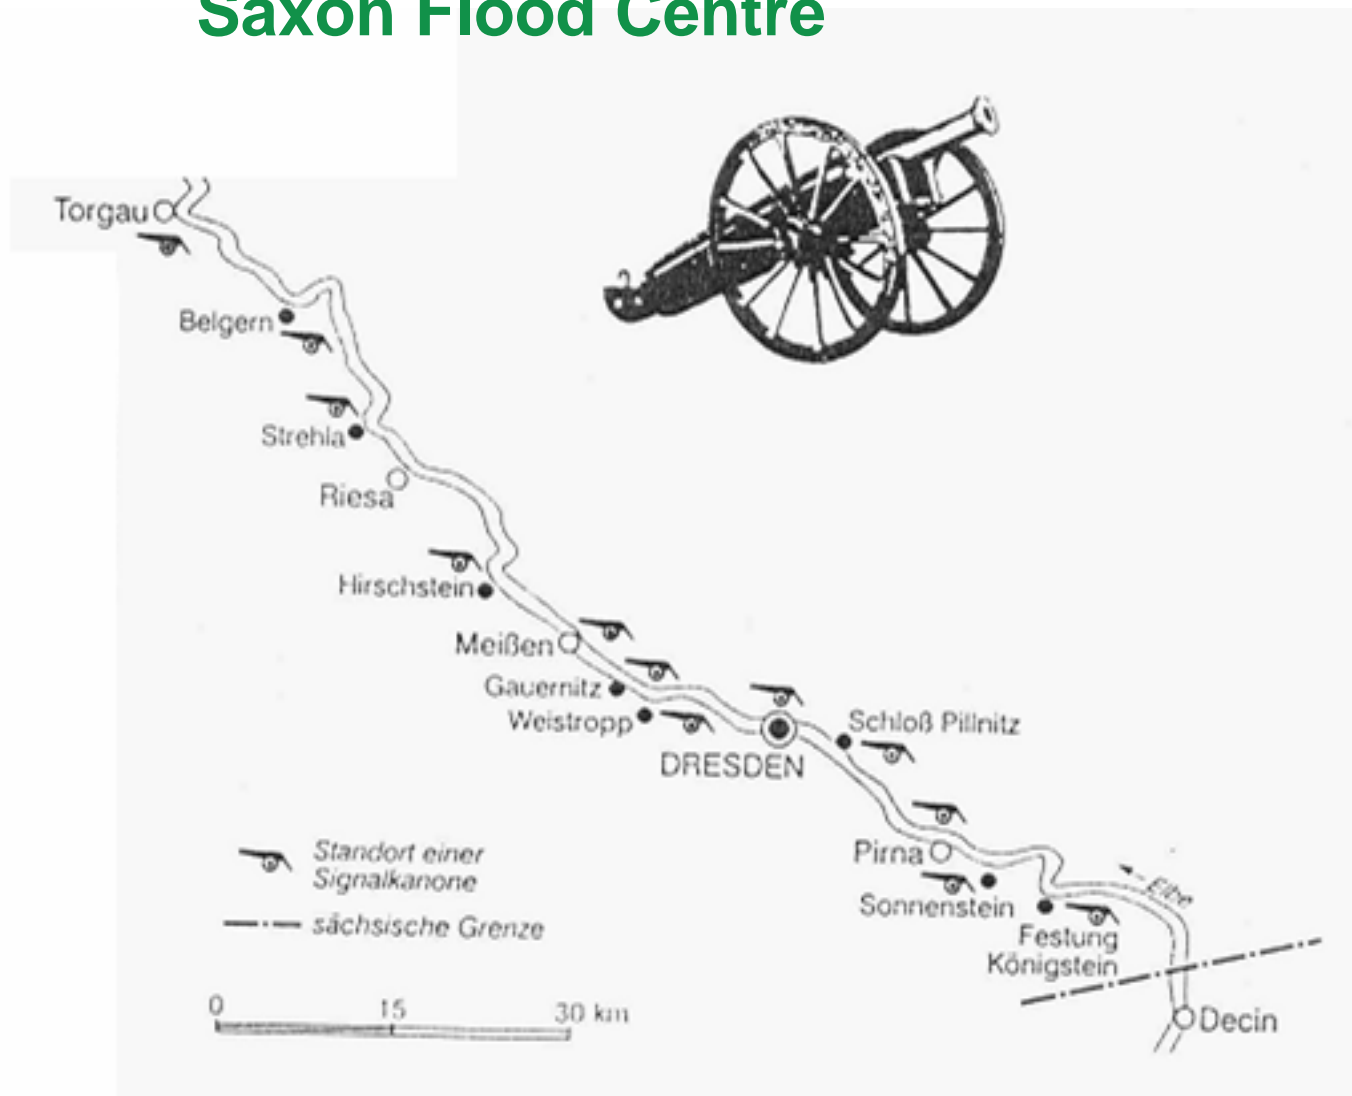 Saxon Flood Centre
Torgau
Belgern
Strehla
Riesa
Hirschstein
Meißen
Gauernitz
Weistropp
DRESDEN
Schloß Pillnitz
Pirna
Sonnenstein
Elbe
Festung
Königstein
Decin
Standort einer
Signalkanone
sächsische Grenze
0 15 30 km